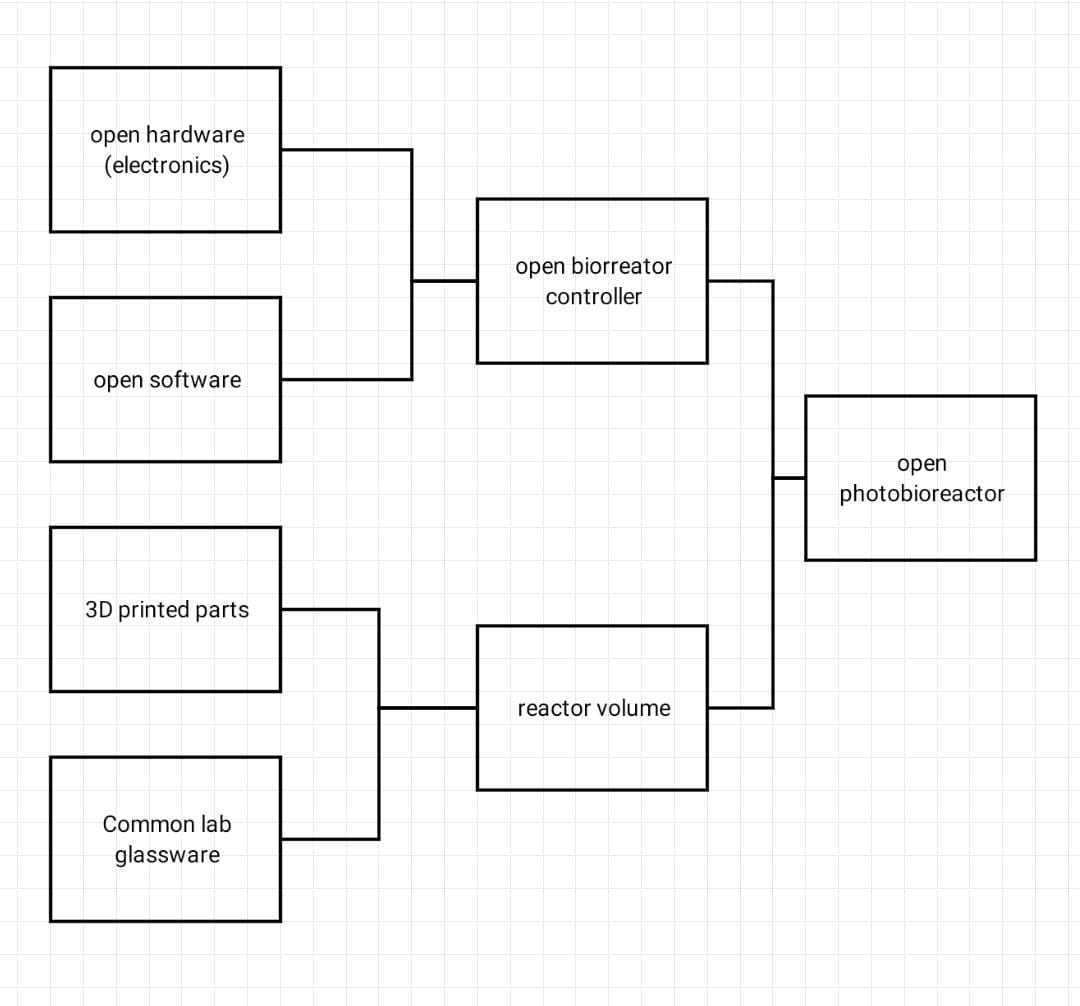 open hardware
(electronics)
open software
3D printed parts
Common lab
glassware
open biorreator
controller
reactor volume
open
photobioreactor